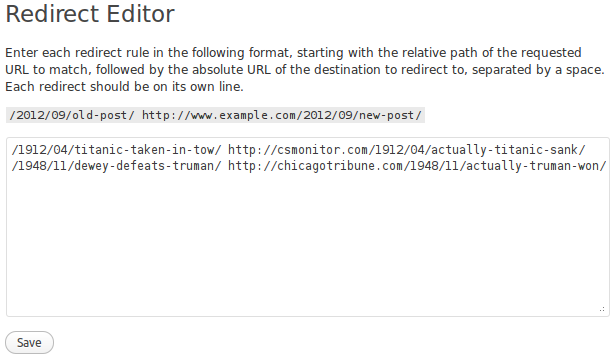 Redirect Editor
Enter each redirect rule in the following format, starting with the relative path of the requested
URL to match, followed by the absolute URL of the destination to redirect to, separated by a space.
Each redirect should be on its own line.
/2012/09/old-post/ http://www.example.com/2012/09/new-post/
/1912/04/titanic-taken-in-tow/ http://csmonitor.com/1912/04/actually-titanic-sank/
/1948/11/dewey-defeats-truman/ http://chicagotribune.com/1948/11/actually-truman-won/
Save